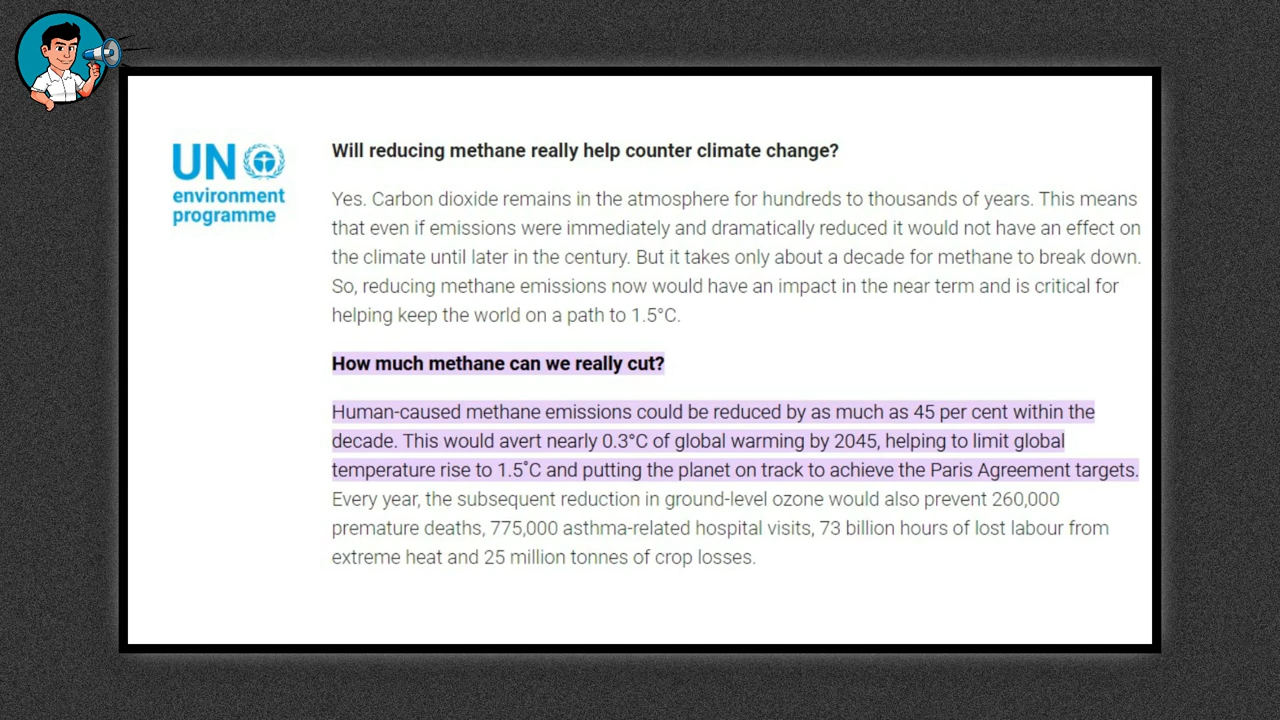 UN
environment
programme
Will reducing methane really help counter climate change?
Yes. Carbon dioxide remains in the atmosphere for hundreds to thousands of years. This means
that even if emissions were immediately and dramatically reduced it would not have an effect on
the climate until later in the century. But it takes only about a decade for methane to break down.
So, reducing methane emissions now would have an impact in the near term and is critical for
helping keep the world on a path to 1.5°C.
How much methane can we really cut?
Human-caused methane emissions could be reduced by as much as 45 per cent within the
decade. This would avert nearly 0.3°C of global warming by 2045, helping to limit global
temperature rise to 1.5˚C and putting the planet on track to achieve the Paris Agreement targets.
Every year, the subsequent reduction in ground-level ozone would also prevent 260,000
premature deaths, 775,000 asthma-related hospital visits, 73 billion hours of lost labour from
extreme heat and 25 million tonnes of crop losses.